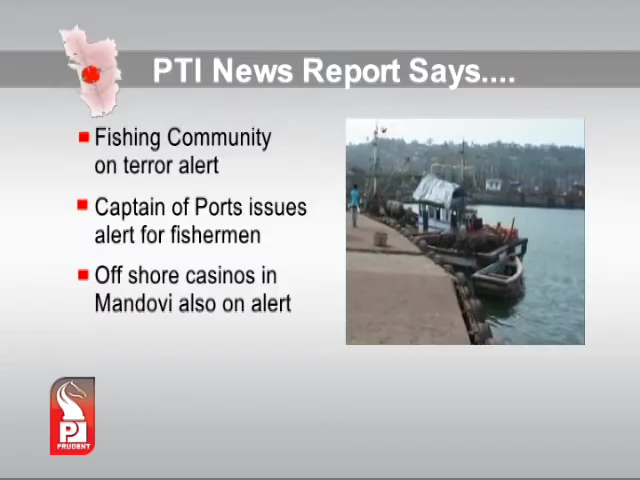 PTI News Report Says....
Fishing Community
on terror alert
Captain of Ports issues
alert for fishermen
Off shore casinos in
Mandovi also on alert
P
PRUDENT